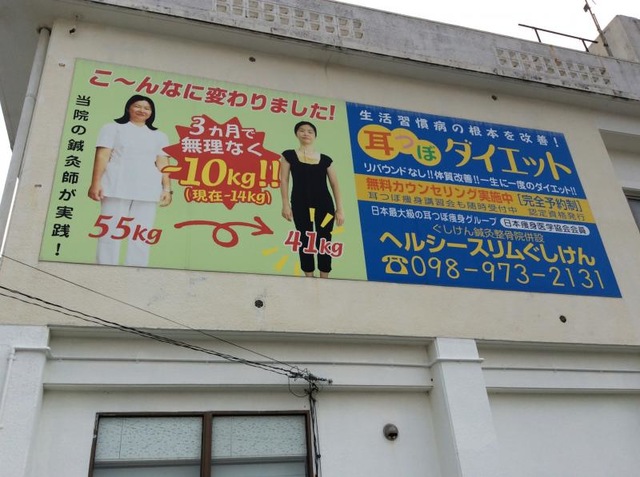 こ〜んなに変わりました!
当院の鍼灸師が実践!
3ヵ月で
無理なく
-10kg!!
(現在-14kg)
55kg
41kg
生活習慣病の根本を改善!
耳つぼダイエット
リバウンドなし!!体質改善!!一生に一度のダイエット!!
無料カウンセリング実施中【完全予約制】
耳つぼ痩身講習会も随時受付中 認定資格発行
日本最大級の耳つぼ痩身グループ 日本痩身医学協会会員
ぐしけん鍼灸整骨院併設
ヘルシースリムぐしけん
☎098-973-2131